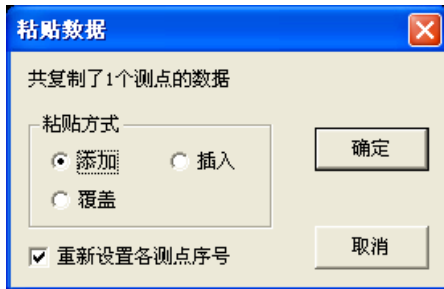 粘贴数据
共复制了1个测点的数据
粘贴方式
添加 插入
覆盖
确定
重新设置各测点序号
取消